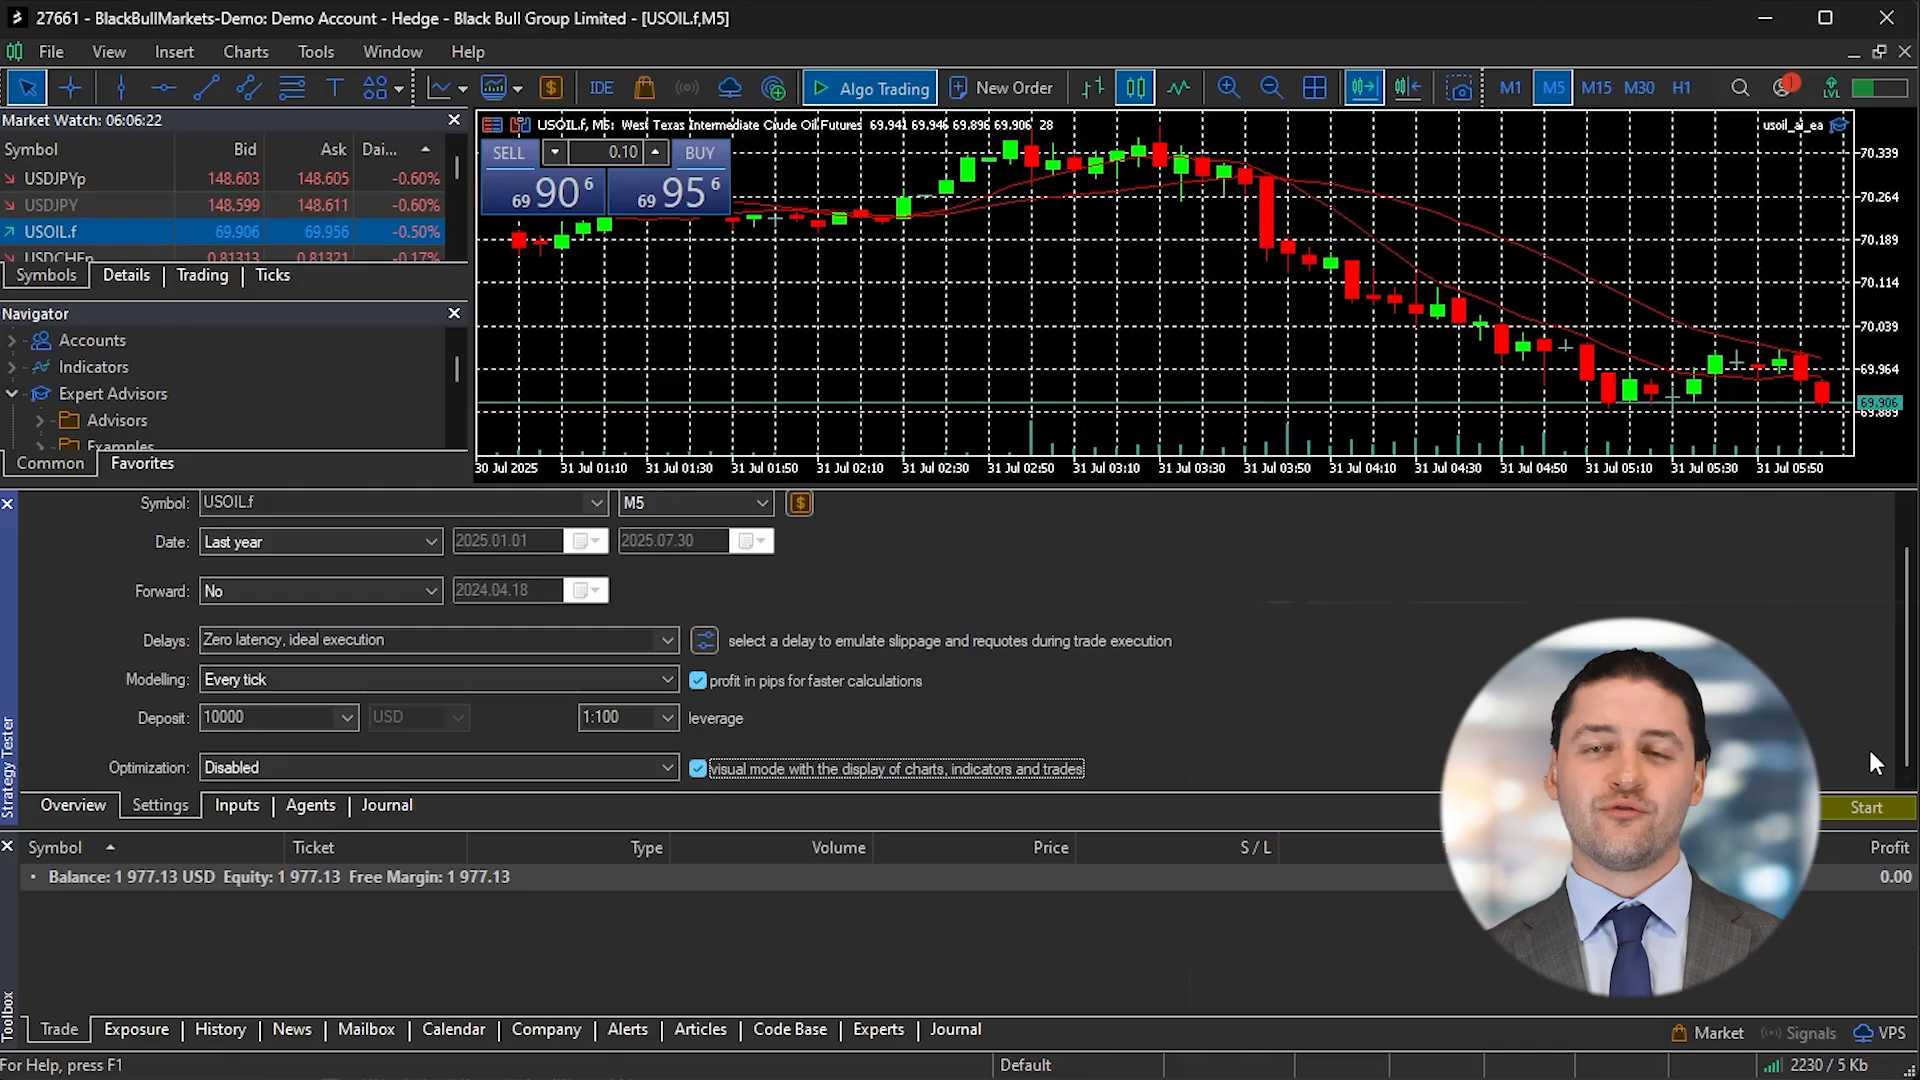 27661 - BlackBullMarkets-Demo: Demo Account - Hedge - Black Bull Group Limited - [USOIL.f,M5]
File View Insert Charts Tools Window Help
IDE Algo Trading New Order M1 M5 M15 M30 H1 LVL
Market Watch: 06:06:22
Symbol Bid Ask Dai...
USDJPYp 148.603 148.605 -0.60%
USDJPY 148.599 148.611 -0.60%
USOIL.f 69.906 69.956 -0.50%
USDCHFp 0.81313 0.81321 -0.17%
Symbols Details Trading Ticks
Navigator
Accounts
Indicators
Expert Advisors
Advisors
Examples
Common Favorites
USOIL.f, M5: West Texas Intermediate Crude Oil Futures 69.941 69.946 69.896 69.906 28
usoil_ai_ea
SELL 0.10 BUY
69 90 6 69 95 6
70.339
70.264
70.189
70.114
70.039
69.964
69.906
69.889
30 Jul 2025 31 Jul 01:10 31 Jul 01:30 31 Jul 01:50 31 Jul 02:10 31 Jul 02:30 31 Jul 02:50 31 Jul 03:10 31 Jul 03:30 31 Jul 03:50 31 Jul 04:10 31 Jul 04:30 31 Jul 04:50 31 Jul 05:10 31 Jul 05:30 31 Jul 05:50
Strategy Tester
Symbol: USOIL.f M5
Date: Last year 2025.01.01 2025.07.30
Forward: No 2024.04.18
Delays: Zero latency, ideal execution select a delay to emulate slippage and requotes during trade execution
Modelling: Every tick profit in pips for faster calculations
Deposit: 10000 USD 1:100 leverage
Optimization: Disabled visual mode with the display of charts, indicators and trades
Overview Settings Inputs Agents Journal Start
Symbol Ticket Type Volume Price S / L Profit
Balance: 1 977.13 USD Equity: 1 977.13 Free Margin: 1 977.13 0.00
Toolbox
Trade Exposure History News Mailbox Calendar Company Alerts Articles Code Base Experts Journal Market Signals VPS
For Help, press F1 Default 2230 / 5 Kb